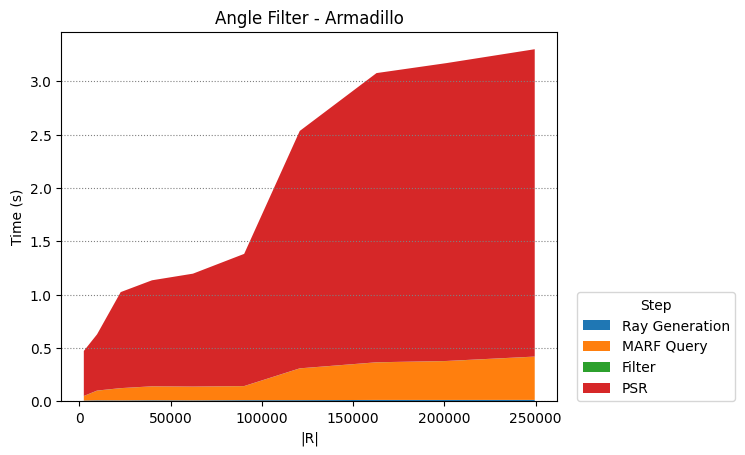 Angle Filter - Armadillo
Time (s)
3.0
2.5
2.0
1.5
1.0
0.5
0.0
0
50000
100000
150000
200000
250000
|R|
Step
Ray Generation
MARF Query
Filter
PSR